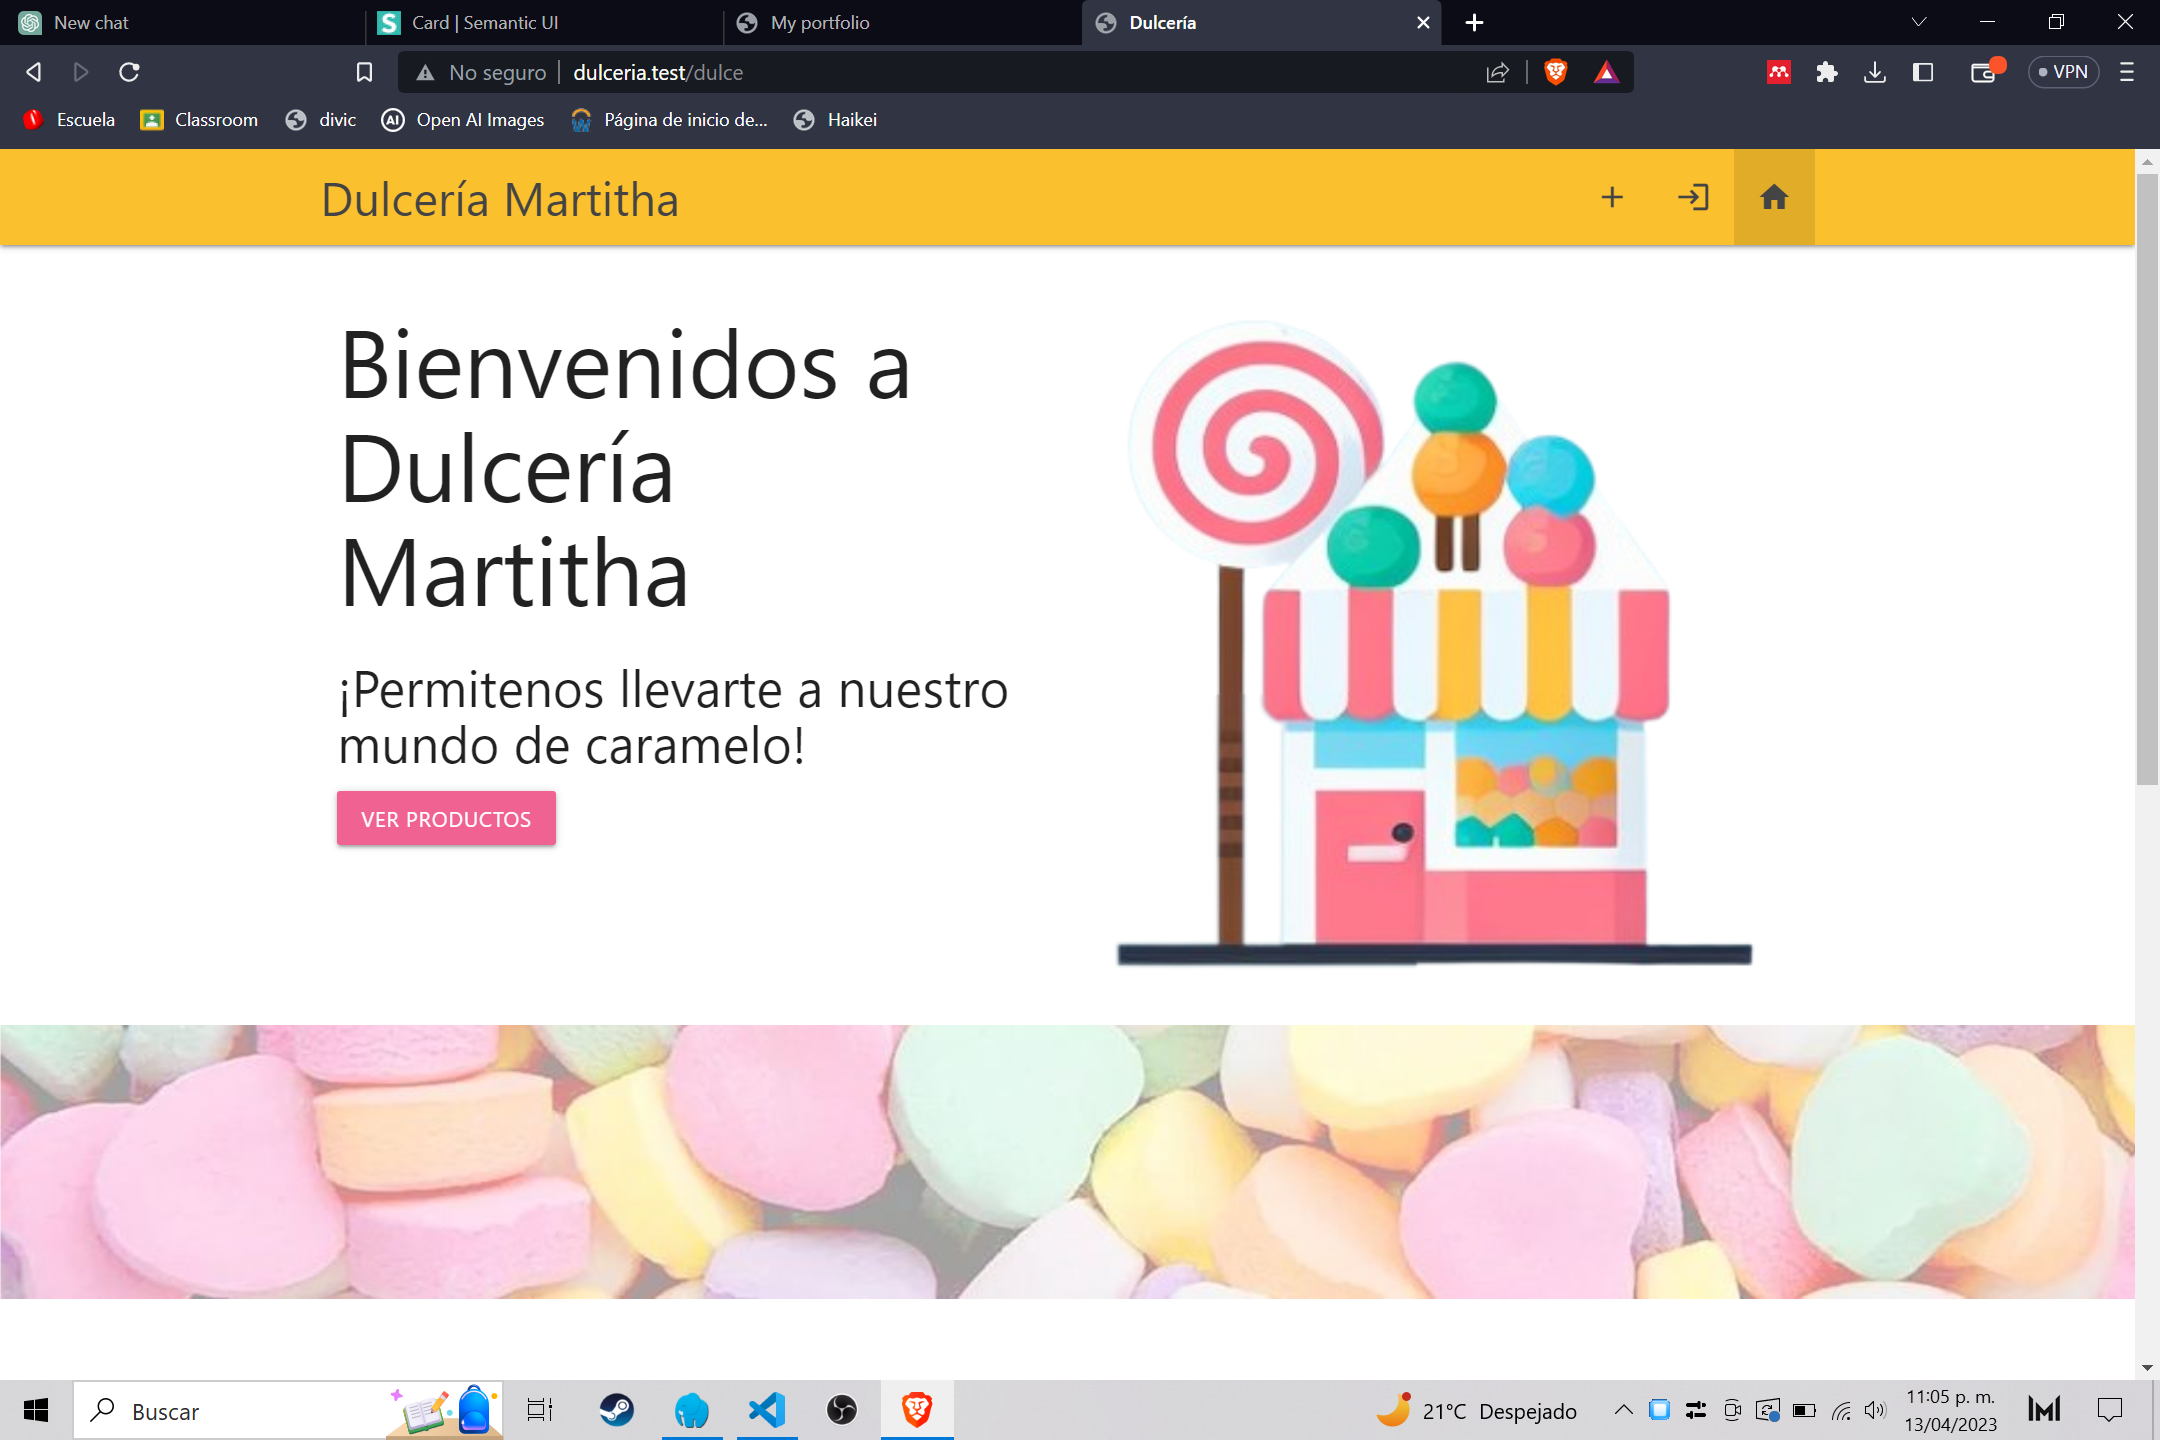 New chat
Card | Semantic UI
My portfolio
Dulcería
No seguro
dulceria.test/dulce
VPN
Escuela
Classroom
divic
AI
Open AI Images
Página de inicio de...
Haikei
Dulcería Martitha
Bienvenidos a
Dulcería
Martitha
¡Permitenos llevarte a nuestro
mundo de caramelo!
VER PRODUCTOS
Buscar
21°C Despejado
11:05 p. m.
13/04/2023